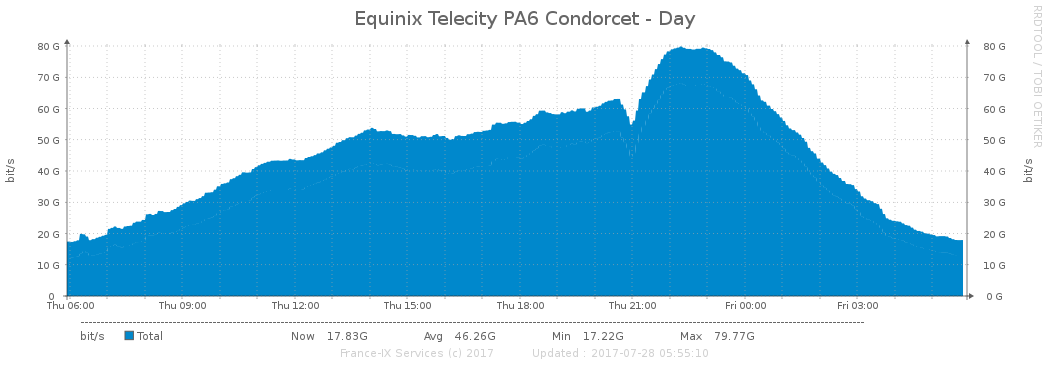 Equinix Telecity PA6 Condorcet - Day
RRDTOOL / TOBI OETIKER
80 G 80 G
70 G 70 G
60 G 60 G
50 G 50 G
40 G 40 G
30 G 30 G
20 G 20 G
10 G 10 G
0 0 G
bit/s bit/s
Thu 06:00 Thu 09:00 Thu 12:00 Thu 15:00 Thu 18:00 Thu 21:00 Fri 00:00 Fri 03:00
bit/s Total Now 17.83G Avg 46.26G Min 17.22G Max 79.77G
France-IX Services (c) 2017 Updated : 2017-07-28 05:55:10